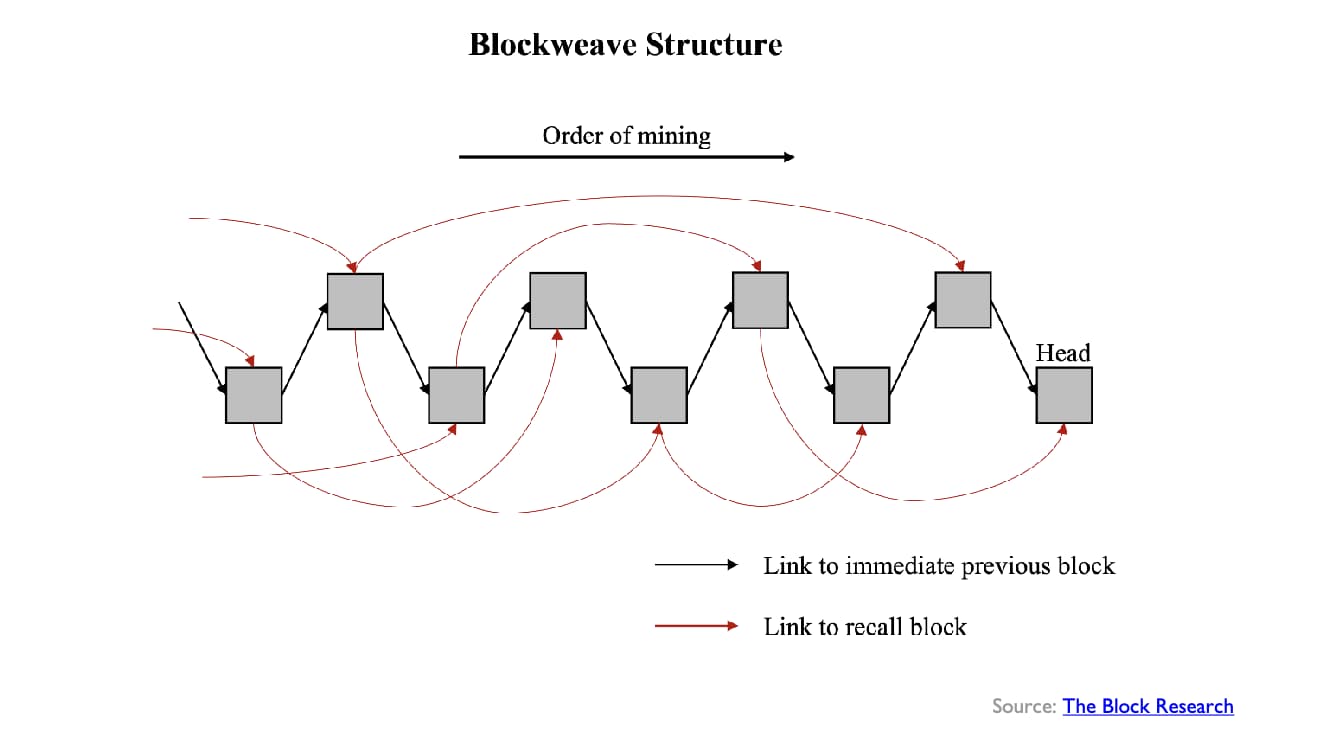 Blockweave Structure
Order of mining
Head
Link to immediate previous block
Link to recall block
Source: The Block Research